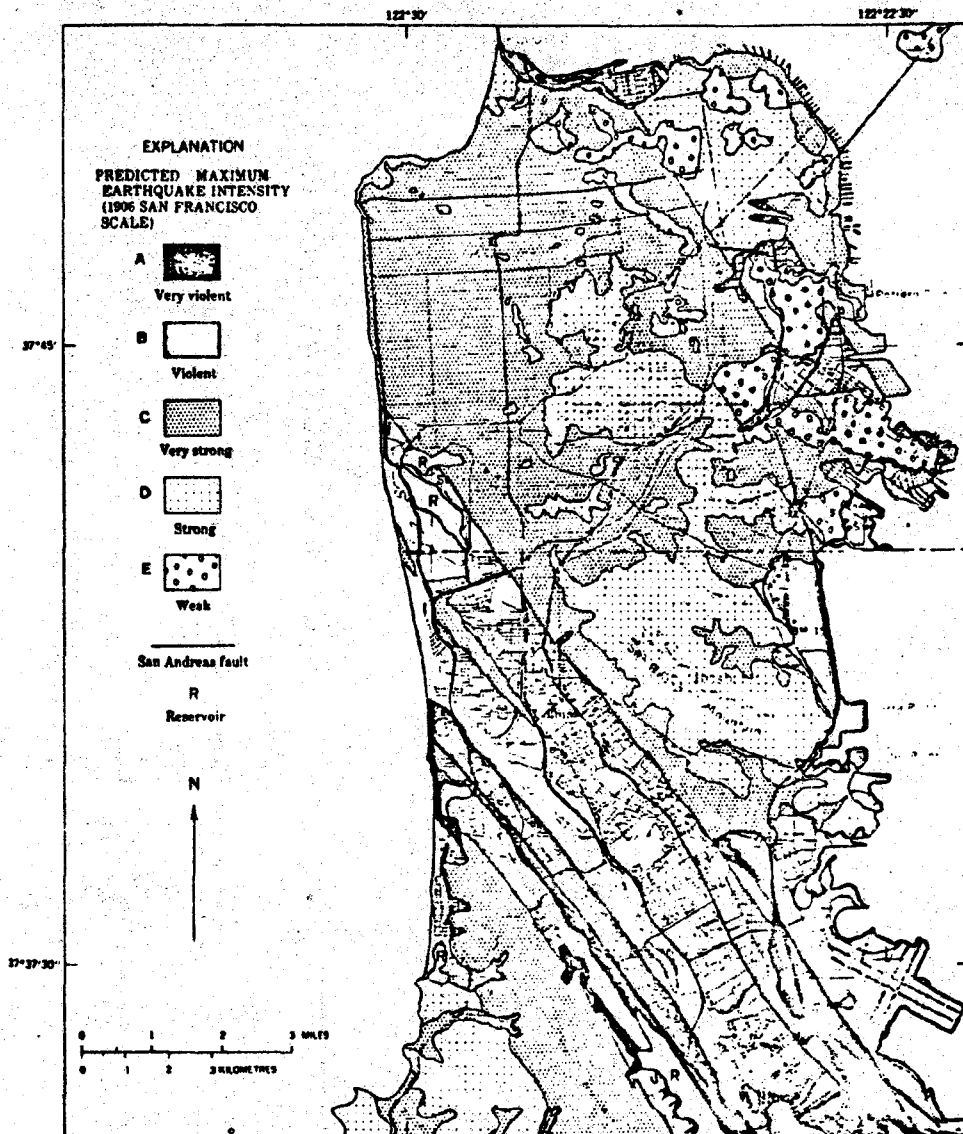 122°30'
122°22'30"
EXPLANATION
PREDICTED MAXIMUM
EARTHQUAKE INTENSITY
(1906 SAN FRANCISCO
SCALE)
A
Very violent
B
Violent
37°45'
C
Very strong
D
Strong
E
Weak
San Andreas fault
R
Reservoir
N
37°37'30"
0 1 2 3 MILES
0 1 2 3 KILOMETRES
R
R
R